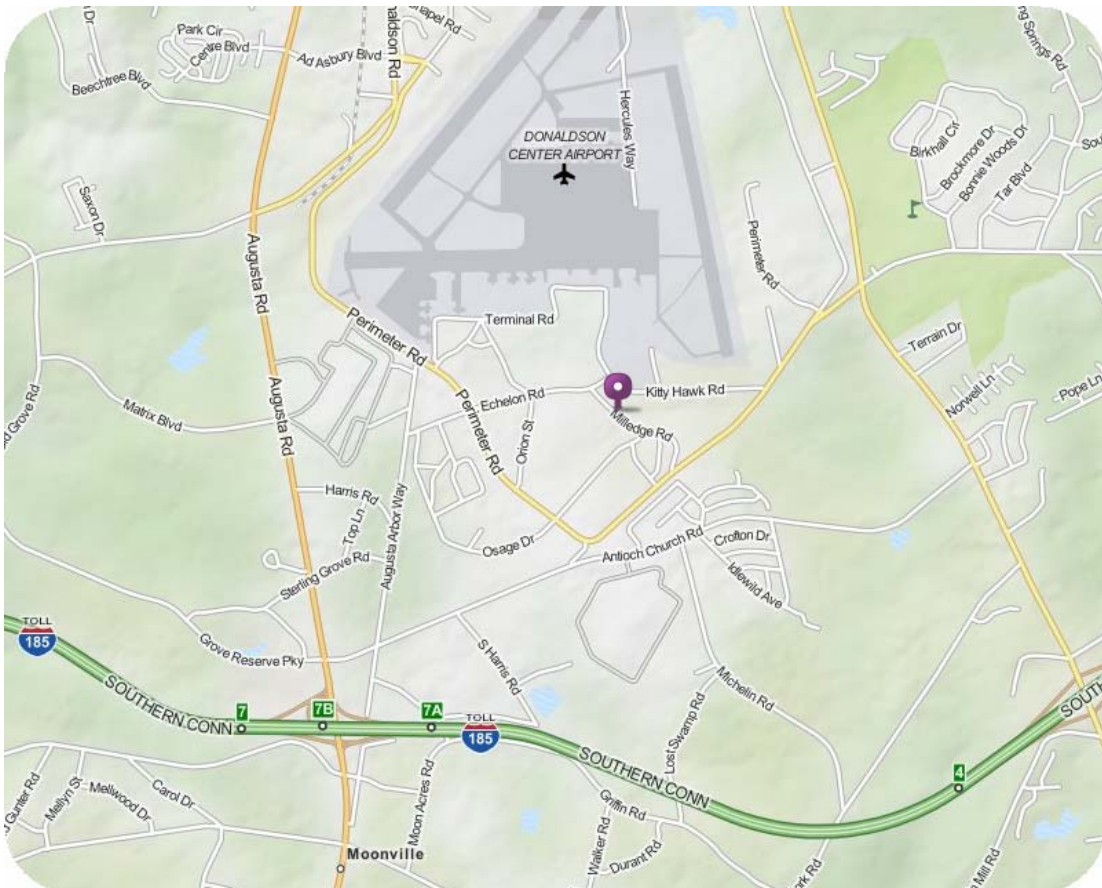 Park Cir
Centre Blvd
Ad Asbury Blvd
Beechtree Blvd
Hercules Way
DONALDSON
CENTER AIRPORT
Birkhall Cir
Brockmore Dr
Bonnie Woods Dr
Tar Blvd
Saxon Dr
Augusta Rd
Perimeter Rd
Perimeter Rd
Terminal Rd
Terrain Dr
Norwell Ln
Pope Ln
Matrix Blvd
Augusta Rd
Echelon Rd
Kitty Hawk Rd
Milledge Rd
Perimeter Rd
Orion St
Harris Rd
Top Ln
Augusta Arbor Way
Osage Dr
Antioch Church Rd
Crofton Dr
Idlewild Ave
Sterling Grove Rd
Grove Reserve Pky
TOLL
185
SOUTHERN CONN
S Harris Rd
Michelin Rd
Lost Swamp Rd
7
7B
7A
TOLL
185
SOUTHERN CONN
4
Gunter Rd
Mellyn St
Mellwood Dr
Carol Dr
Moon Acres Rd
Griffin Rd
Walker Rd
Durant Rd
Moonville
Mill Rd